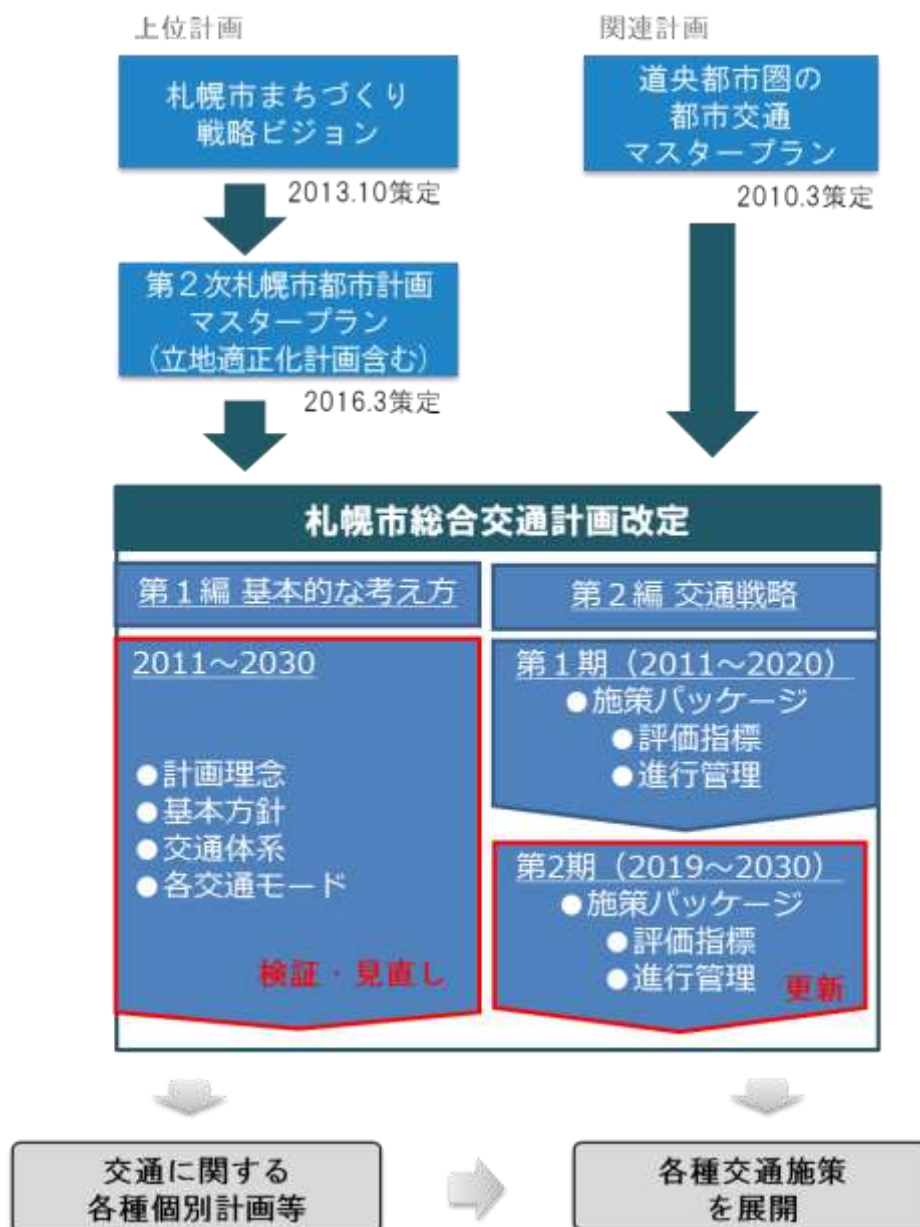 上位計画
札幌市まちづくり
戦略ビジョン
2013.10策定
第２次札幌市都市計画
マスタープラン
(立地適正化計画含む)
2016.3策定
関連計画
道央都市圏の
都市交通
マスタープラン
2010.3策定
札幌市総合交通計画改定
第１編 基本的な考え方
2011～2030
●計画理念
●基本方針
●交通体系
●各交通モード
検証・見直し
第２編 交通戦略
第１期（2011～2020）
●施策パッケージ
●評価指標
●進行管理
第2期（2019～2030）
●施策パッケージ
●評価指標
●進行管理
更新
交通に関する
各種個別計画等
各種交通施策
を展開